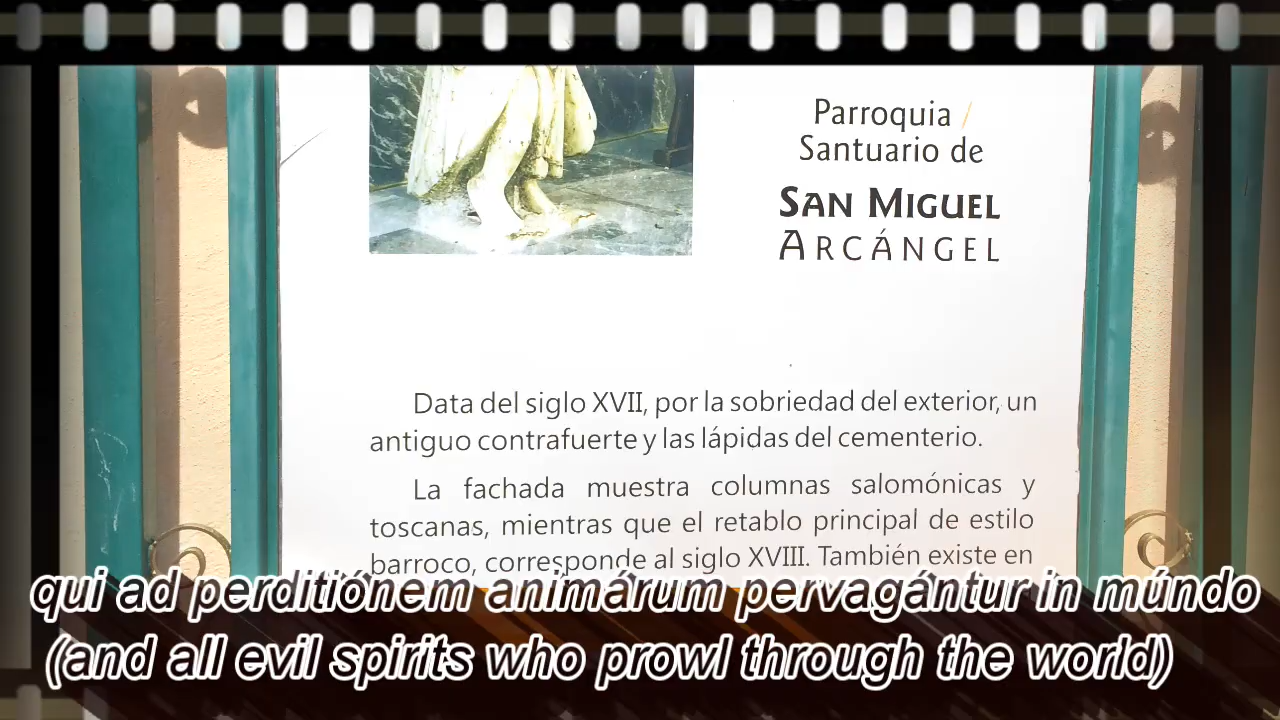 Parroquia /
Santuario de
SAN MIGUEL
ARCÁNGEL
Data del siglo XVII, por la sobriedad del exterior, un
antiguo contrafuerte y las lápidas del cementerio.
La fachada muestra columnas salomónicas y
toscanas, mientras que el retablo principal de estilo
barroco, corresponde al siglo XVIII. También existe en
qui ad perditiónem animárum pervagántur in múndo
(and all evil spirits who prowl through the world)